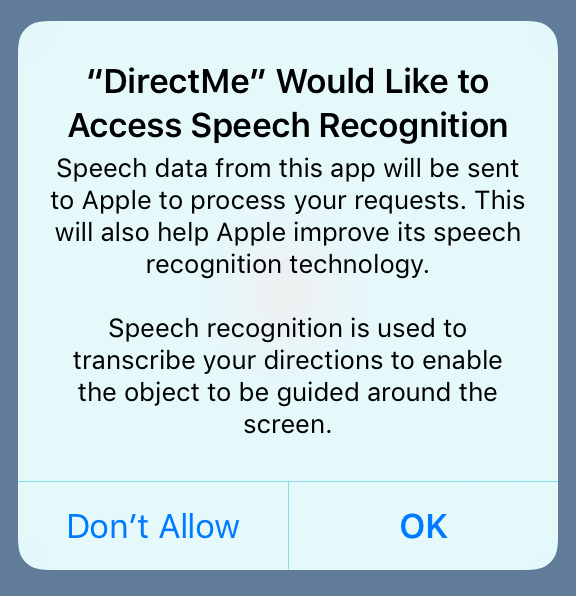 “DirectMe” Would Like to
Access Speech Recognition
Speech data from this app will be sent
to Apple to process your requests. This
will also help Apple improve its speech
recognition technology.
Speech recognition is used to
transcribe your directions to enable
the object to be guided around the
screen.
Don’t Allow
OK